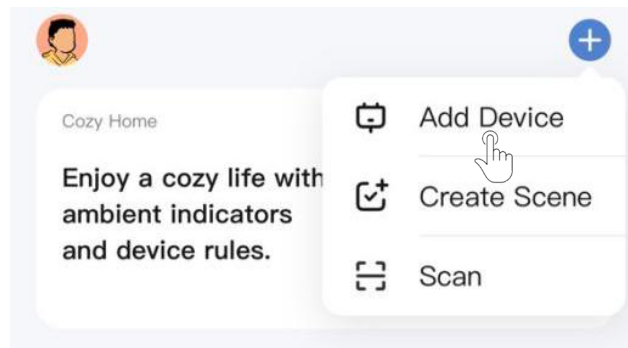 Cozy Home
Enjoy a cozy life with
ambient indicators
and device rules.
Add Device
Create Scene
Scan